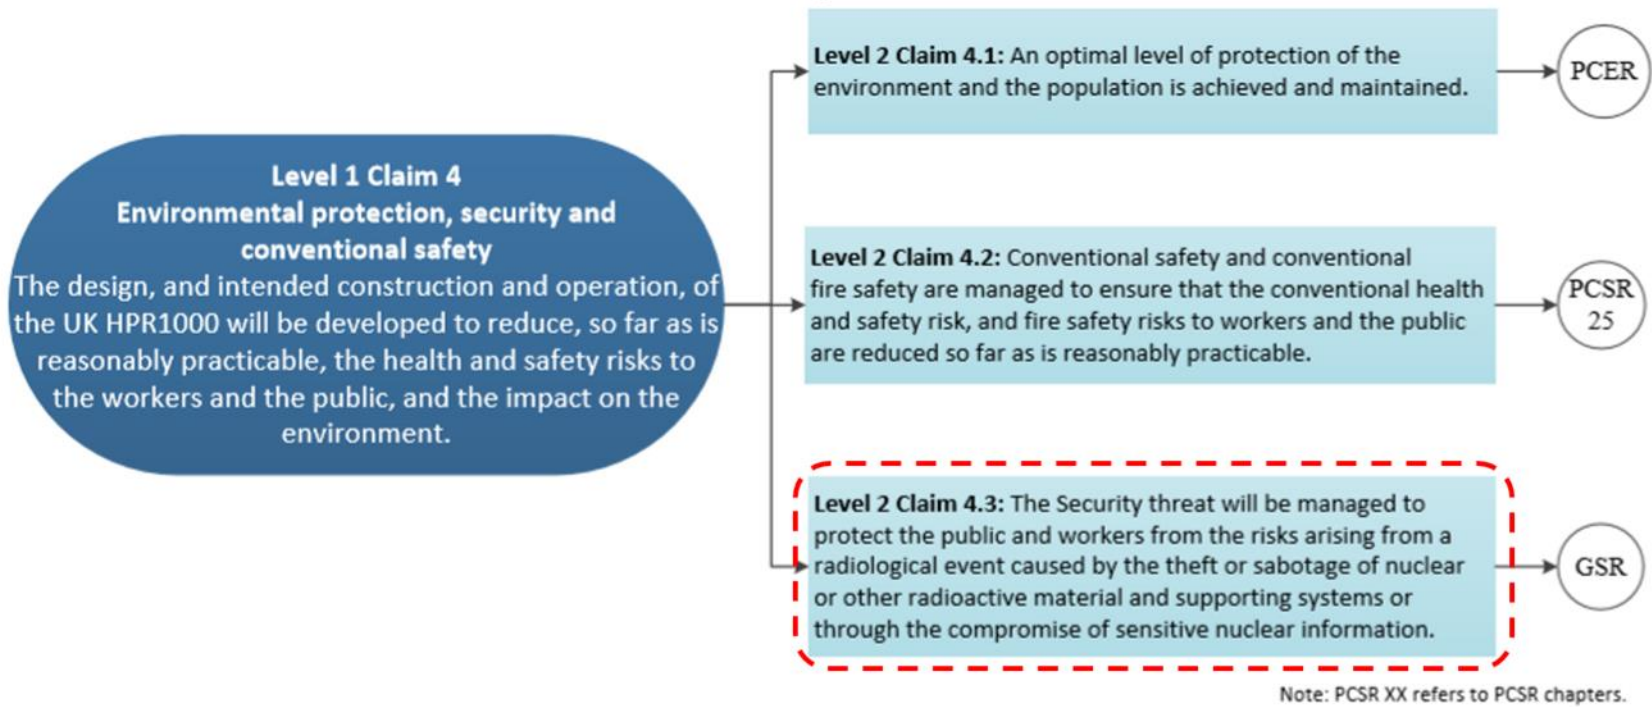 Level 1 Claim 4
Environmental protection, security and
conventional safety
The design, and intended construction and operation, of
the UK HPR1000 will be developed to reduce, so far as is
reasonably practicable, the health and safety risks to
the workers and the public, and the impact on the
environment.
Level 2 Claim 4.1: An optimal level of protection of the
environment and the population is achieved and maintained.
PCER
Level 2 Claim 4.2: Conventional safety and conventional
fire safety are managed to ensure that the conventional health
and safety risk, and fire safety risks to workers and the public
are reduced so far as is reasonably practicable.
PCSR
25
Level 2 Claim 4.3: The Security threat will be managed to
protect the public and workers from the risks arising from a
radiological event caused by the theft or sabotage of nuclear
or other radioactive material and supporting systems or
through the compromise of sensitive nuclear information.
GSR
Note: PCSR XX refers to PCSR chapters.